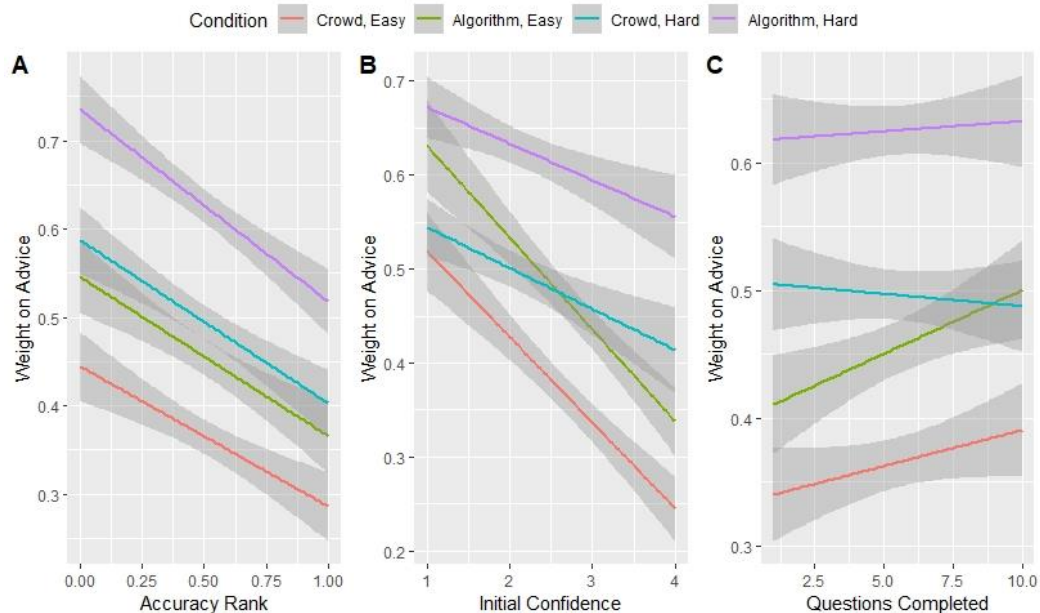 Condition Crowd, Easy Algorithm, Easy Crowd, Hard Algorithm, Hard
A
Weight on Advice
0.7
0.6
0.5
0.4
0.3
0.00 0.25 0.50 0.75 1.00
Accuracy Rank
B
Weight on Advice
0.7
0.6
0.5
0.4
0.3
0.2
1 2 3 4
Initial Confidence
C
Weight on Advice
0.6
0.5
0.4
0.3
2.5 5.0 7.5 10.0
Questions Completed